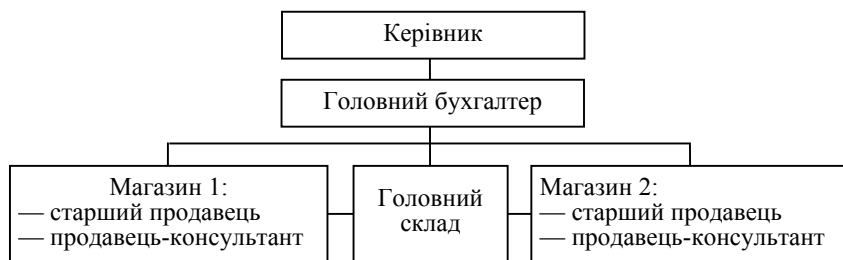 Керівник
Головний бухгалтер
Магазин 1:
— старший продавець
— продавець-консультант
Головний
склад
Магазин 2:
— старший продавець
— продавець-консультант